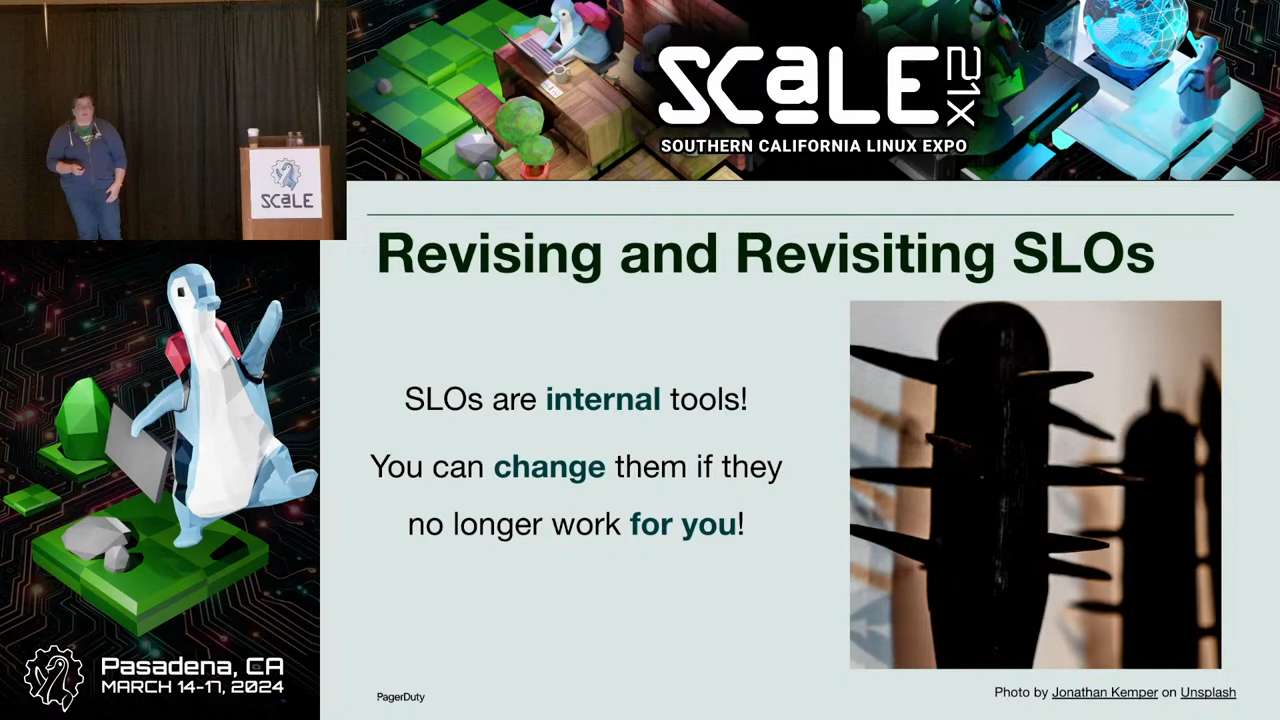 SCaLE 21x
SOUTHERN CALIFORNIA LINUX EXPO
SCaLE
Revising and Revisiting SLOs
SLOs are internal tools!
You can change them if they
no longer work for you!
Pasadena, CA
MARCH 14-17, 2024
PagerDuty
Photo by Jonathan Kemper on Unsplash